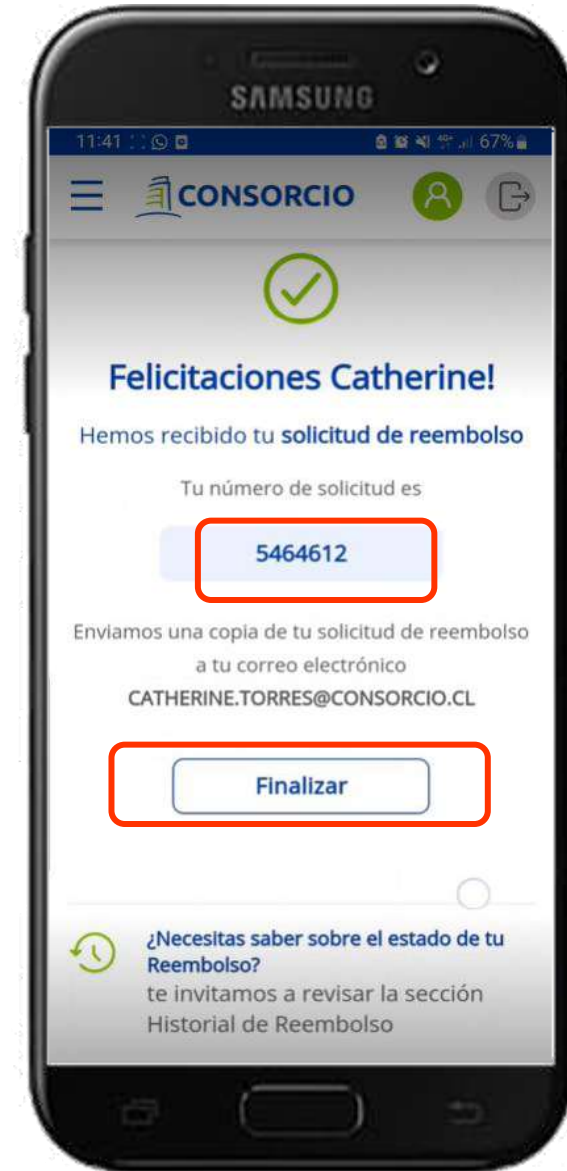 SAMSUNG
11:41 67%
CONSORCIO
Felicitaciones Catherine!
Hemos recibido tu solicitud de reembolso
Tu número de solicitud es
5464612
Enviamos una copia de tu solicitud de reembolso
a tu correo electrónico
CATHERINE.TORRES@CONSORCIO.CL
Finalizar
¿Necesitas saber sobre el estado de tu
Reembolso?
te invitamos a revisar la sección
Historial de Reembolso